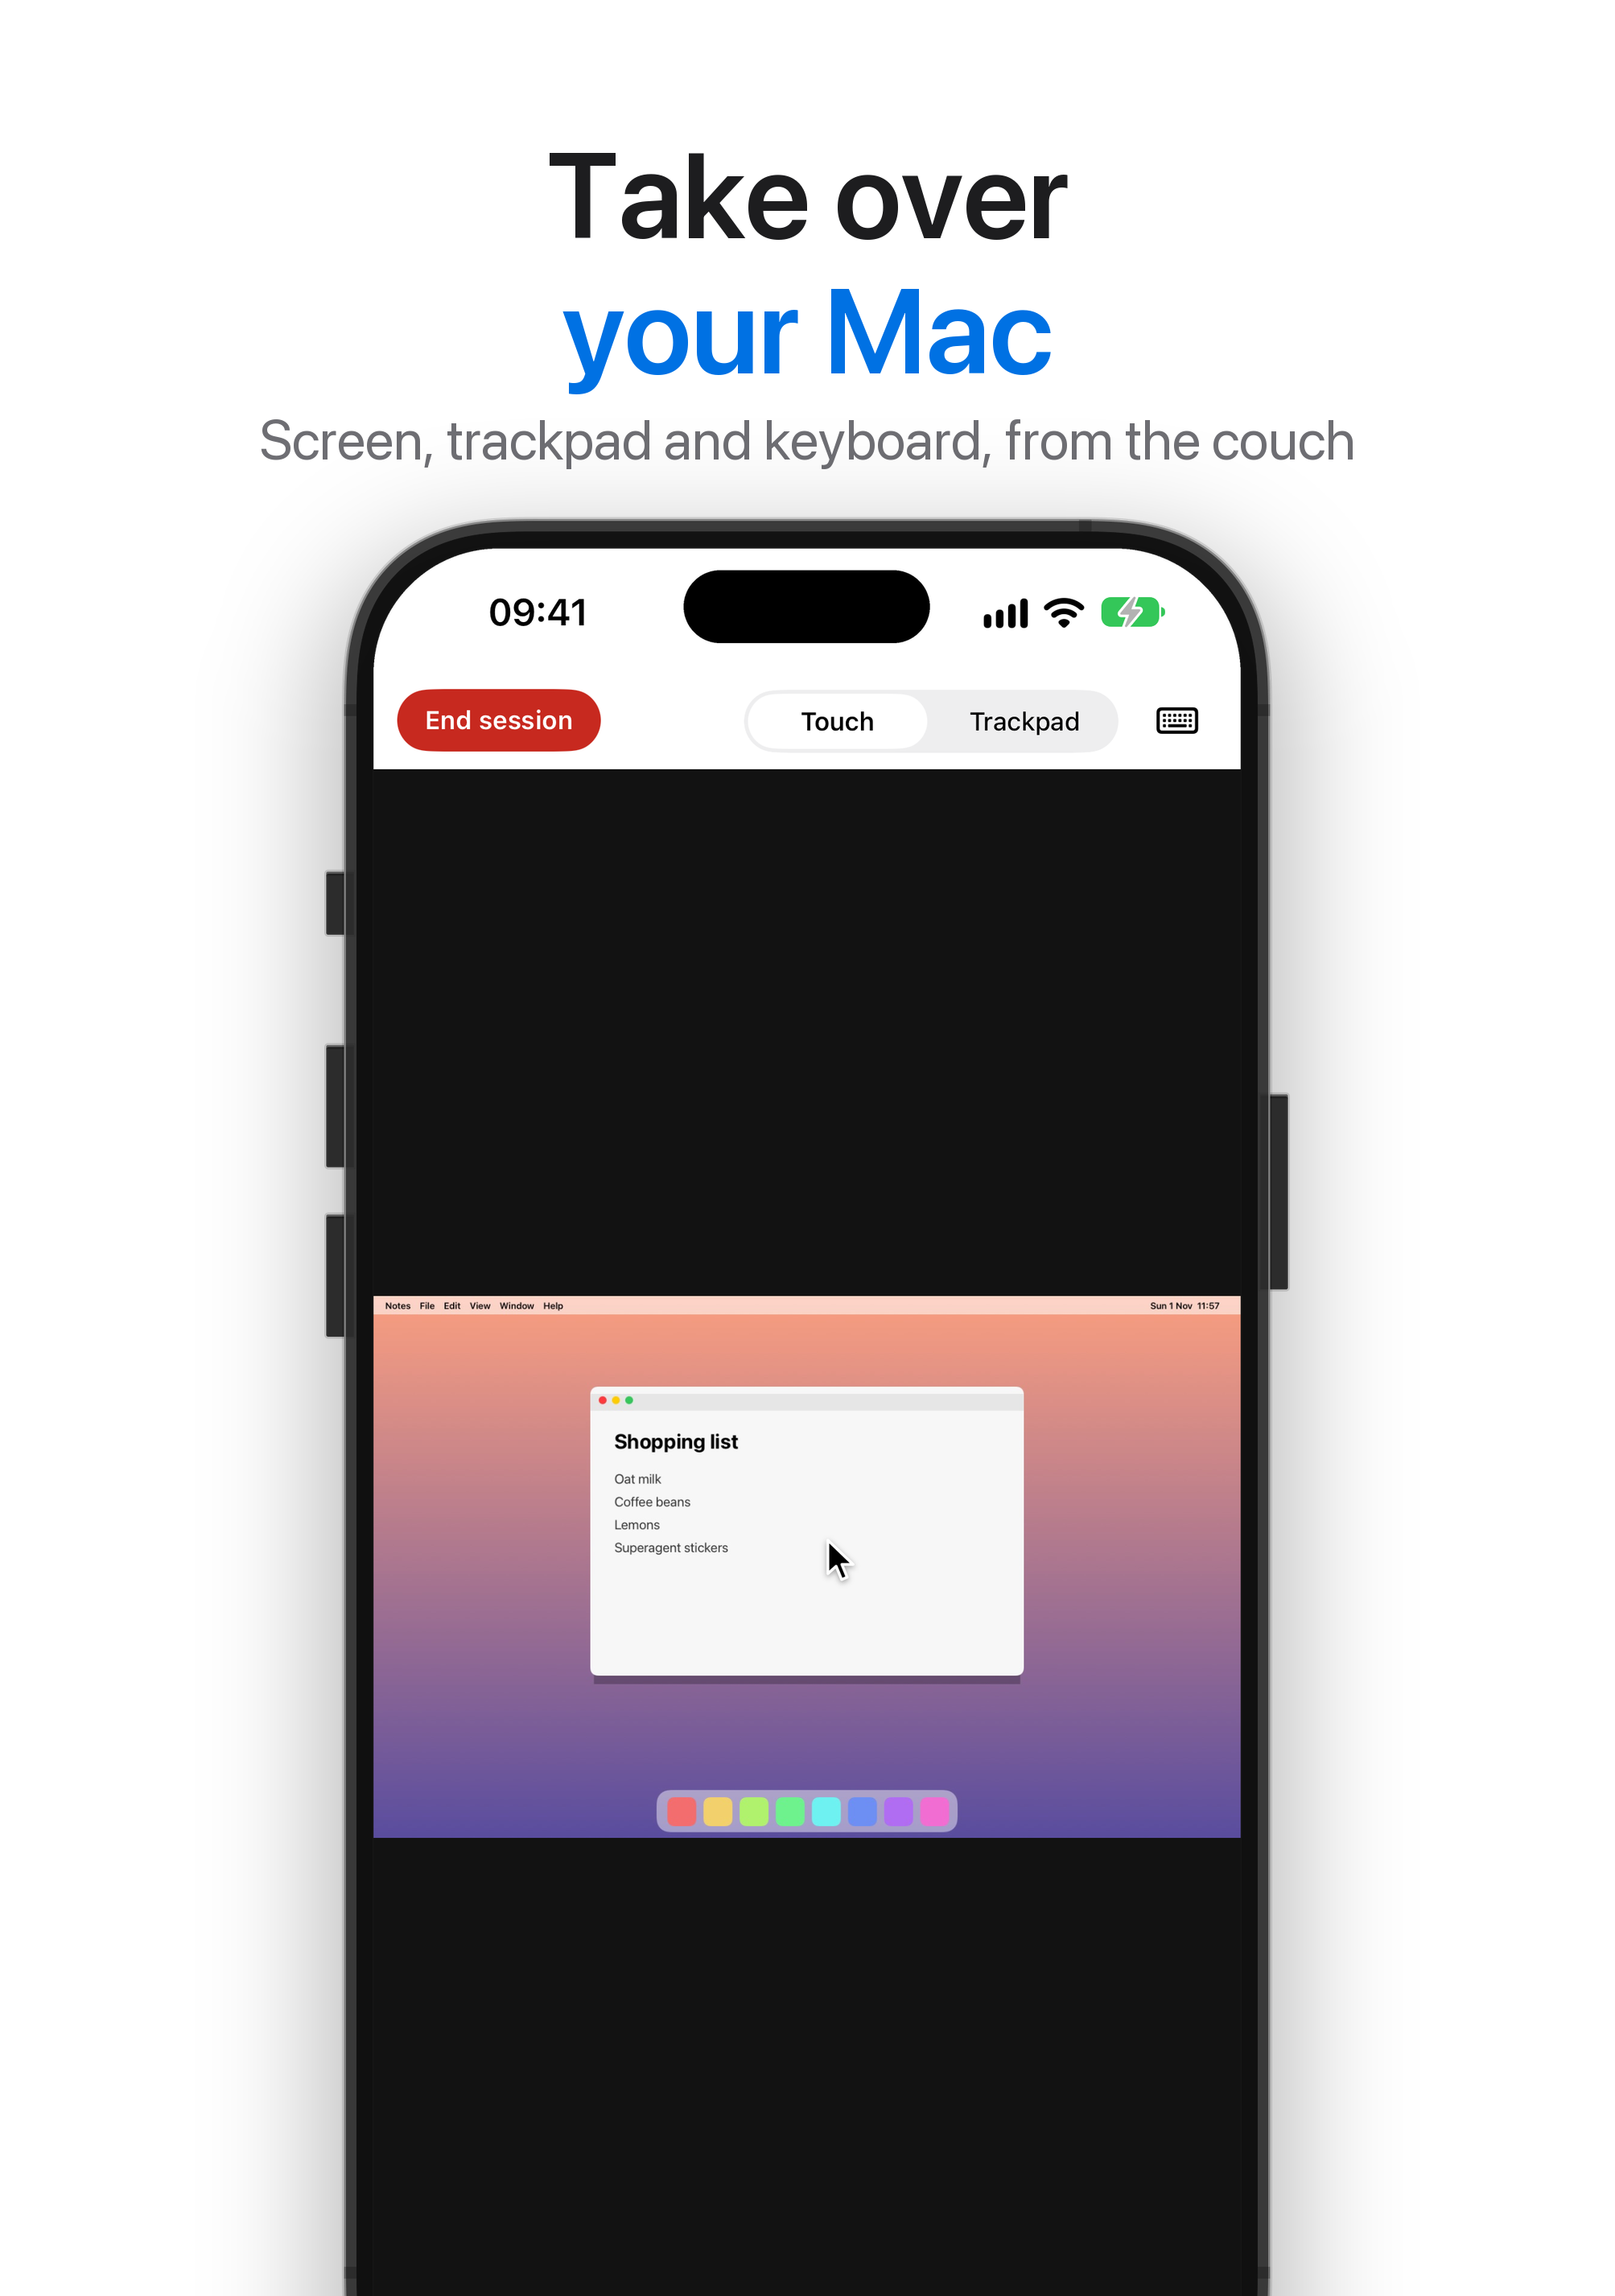 Take over
your Mac
Screen, trackpad and keyboard, from the couch
09:41
End session
Touch
Trackpad
Notes File Edit View Window Help
Sun 1 Nov 11:57
Shopping list
Oat milk
Coffee beans
Lemons
Superagent stickers